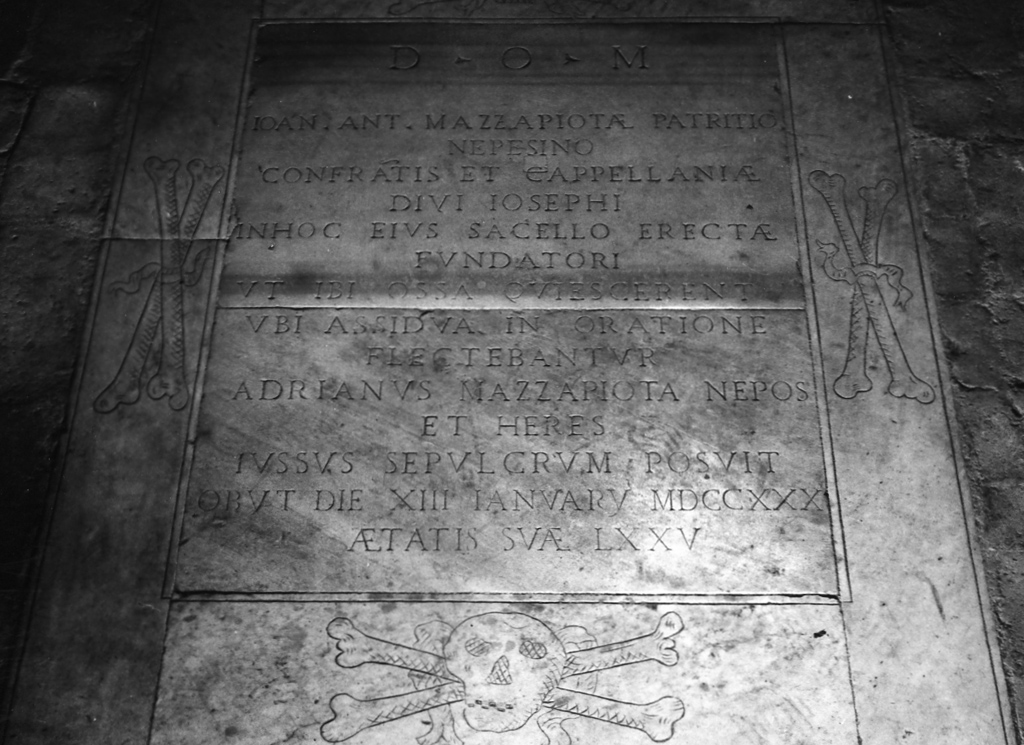 D · O · M
IOAN. ANT. MAZZAPIOTÆ PATRITIO
NEPESINO
CONFRATIS ET CAPPELLANIÆ
DIVI IOSEPHI
INHOC EIVS SACELLO ERECTÆ
FVNDATORI
VT IBI OSSA QVIESCERENT
VBI ASSIDVA IN ORATIONE
FLECTEBANTVR
ADRIANVS MAZZAPIOTA NEPOS
ET HERES
IVSSVS SEPVLCRVM POSVIT
OBVT DIE XIII IANVARV MDCCXXX
ÆTATIS SVÆ LXXV